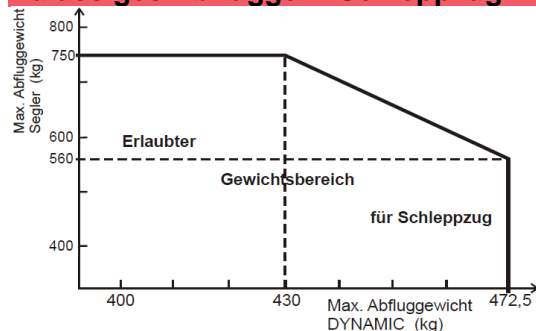 Schleppzug
800
Max. Abfluggewicht
Segler (kg)
750
600
Erlaubter
560
Gewichtsbereich
für Schleppzug
400
400
430
472,5
Max. Abfluggewicht
DYNAMIC (kg)